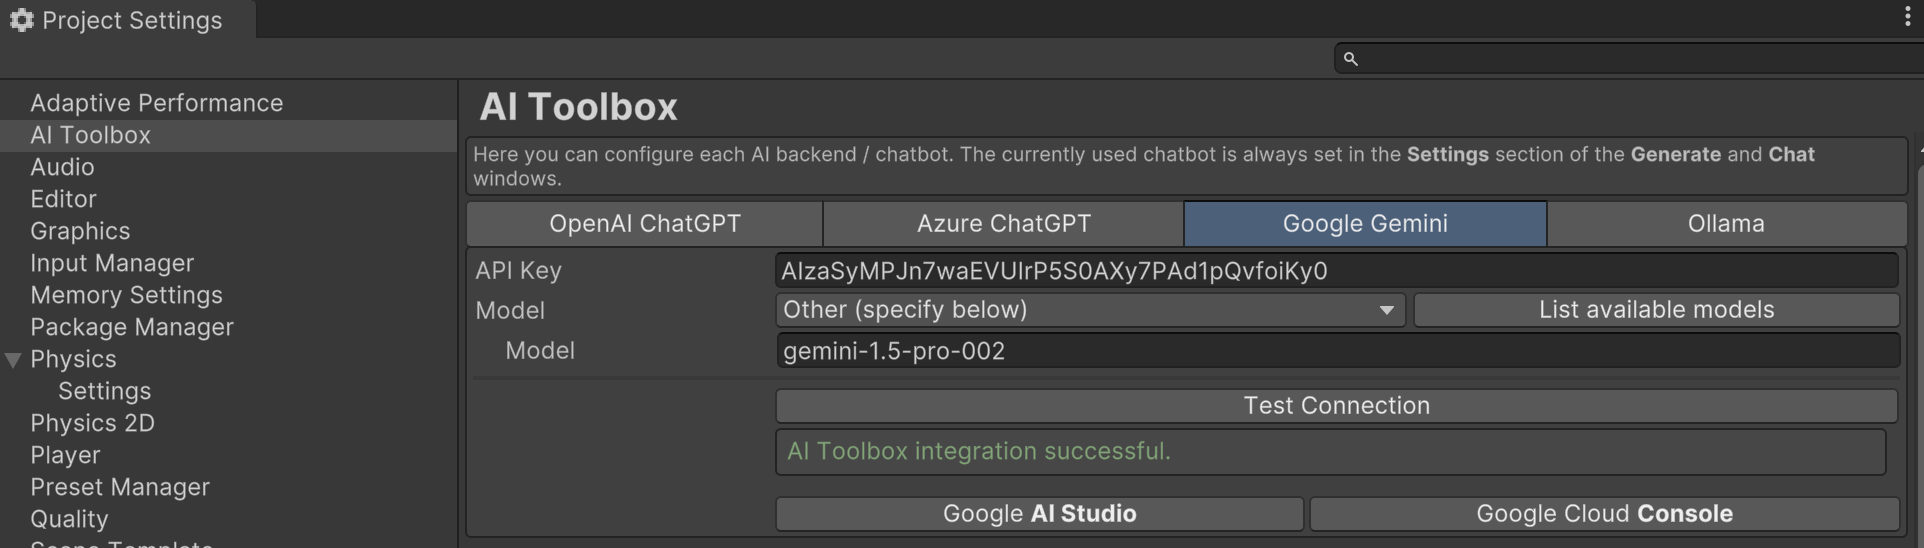 Project Settings
Adaptive Performance
AI Toolbox
Audio
Editor
Graphics
Input Manager
Memory Settings
Package Manager
Physics
Settings
Physics 2D
Player
Preset Manager
Quality
Scene Template
AI Toolbox
Here you can configure each AI backend / chatbot. The currently used chatbot is always set in the Settings section of the Generate and Chat
windows.
OpenAI ChatGPT
Azure ChatGPT
Google Gemini
Ollama
API Key
AIzaSyMPJn7waEVUIrP5S0AXy7PAd1pQvfoiKy0
Model
Other (specify below)
List available models
Model
gemini-1.5-pro-002
Test Connection
AI Toolbox integration successful.
Google AI Studio
Google Cloud Console